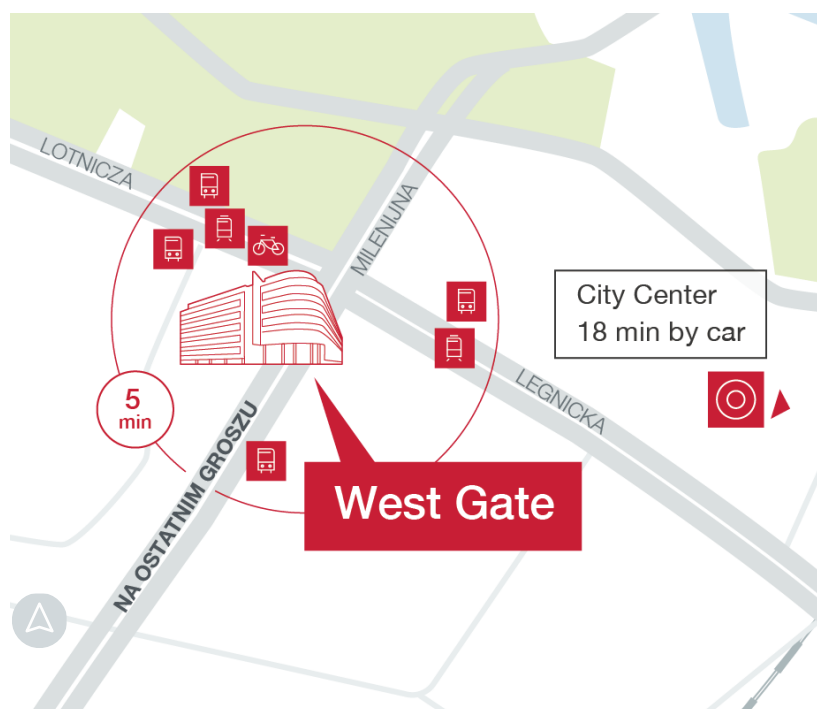 LOTNICZA
MILENIJNA
City Center
18 min by car
LEGNICKA
5
min
NA OSTATNIM GROSZU
West Gate